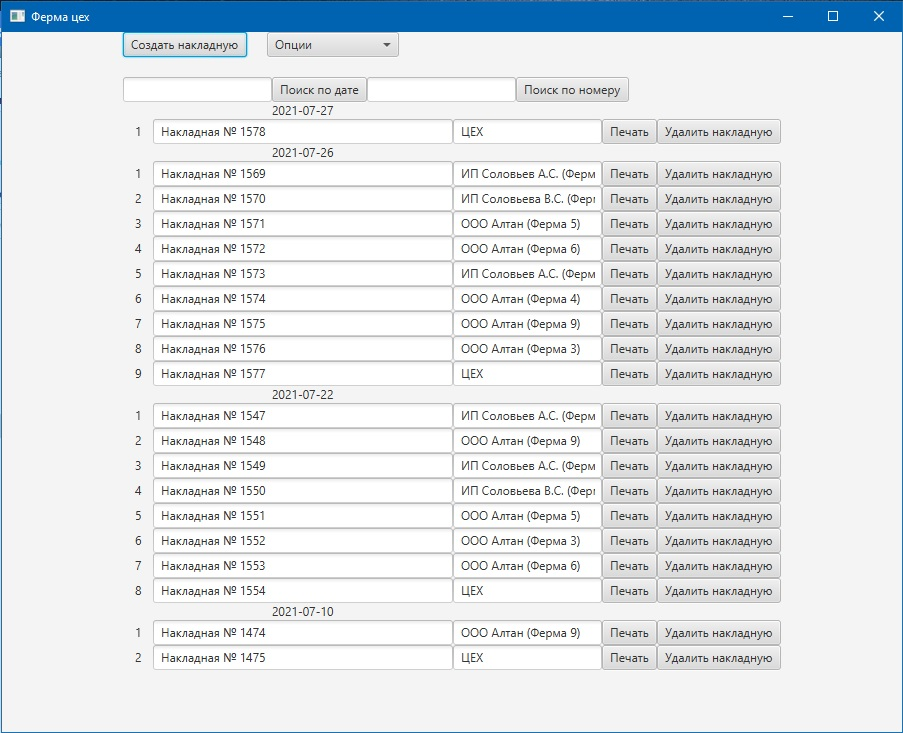 Ферма цех
Создать накладную Опции
Поиск по дате Поиск по номеру
2021-07-27
1 Накладная № 1578 ЦЕХ Печать Удалить накладную
2021-07-26
1 Накладная № 1569 ИП Соловьев А.С. (Ферм Печать Удалить накладную
2 Накладная № 1570 ИП Соловьева В.С. (Ферм Печать Удалить накладную
3 Накладная № 1571 ООО Алтан (Ферма 5) Печать Удалить накладную
4 Накладная № 1572 ООО Алтан (Ферма 6) Печать Удалить накладную
5 Накладная № 1573 ИП Соловьев А.С. (Ферм Печать Удалить накладную
6 Накладная № 1574 ООО Алтан (Ферма 4) Печать Удалить накладную
7 Накладная № 1575 ООО Алтан (Ферма 9) Печать Удалить накладную
8 Накладная № 1576 ООО Алтан (Ферма 3) Печать Удалить накладную
9 Накладная № 1577 ЦЕХ Печать Удалить накладную
2021-07-22
1 Накладная № 1547 ИП Соловьев А.С. (Ферм Печать Удалить накладную
2 Накладная № 1548 ООО Алтан (Ферма 9) Печать Удалить накладную
3 Накладная № 1549 ИП Соловьев А.С. (Ферм Печать Удалить накладную
4 Накладная № 1550 ИП Соловьева В.С. (Ферм Печать Удалить накладную
5 Накладная № 1551 ООО Алтан (Ферма 5) Печать Удалить накладную
6 Накладная № 1552 ООО Алтан (Ферма 3) Печать Удалить накладную
7 Накладная № 1553 ООО Алтан (Ферма 6) Печать Удалить накладную
8 Накладная № 1554 ЦЕХ Печать Удалить накладную
2021-07-10
1 Накладная № 1474 ООО Алтан (Ферма 9) Печать Удалить накладную
2 Накладная № 1475 ЦЕХ Печать Удалить накладную